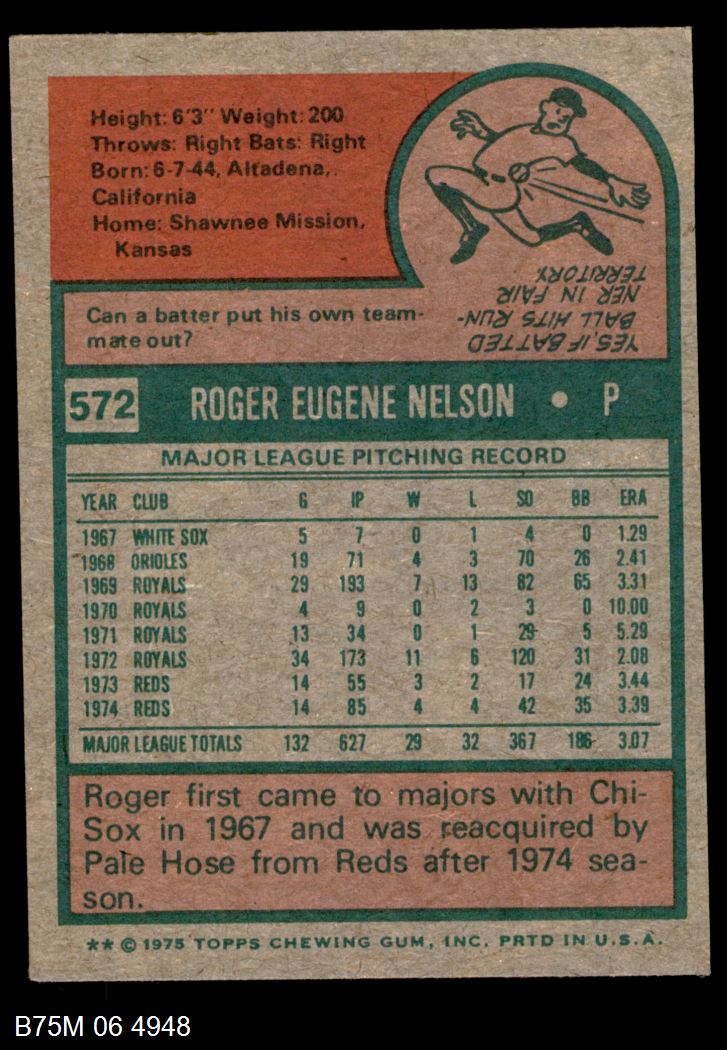 Height: 6'3" Weight: 200
Throws: Right Bats: Right
Born: 6-7-44, Altadena,
California
Home: Shawnee Mission,
Kansas
Can a batter put his own team-
mate out?
YES, IF BATTED
BALL HITS RUN-
NER IN FAIR
TERRITORY.
572 ROGER EUGENE NELSON • P
MAJOR LEAGUE PITCHING RECORD
YEAR CLUB G IP W L SO BB ERA
1967 WHITE SOX 5 7 0 1 4 0 1.29
1968 ORIOLES 19 71 4 3 70 26 2.41
1969 ROYALS 29 193 7 13 82 65 3.31
1970 ROYALS 4 9 0 2 3 0 10.00
1971 ROYALS 13 34 0 1 29 5 5.29
1972 ROYALS 34 173 11 6 120 31 2.08
1973 REDS 14 55 3 2 17 24 3.44
1974 REDS 14 85 4 4 42 35 3.39
MAJOR LEAGUE TOTALS 132 627 29 32 367 186 3.07
Roger first came to majors with Chi-
Sox in 1967 and was reacquired by
Pale Hose from Reds after 1974 sea-
son.
** © 1975 TOPPS CHEWING GUM, INC. PRTD IN U.S.A.
B75M 06 4948